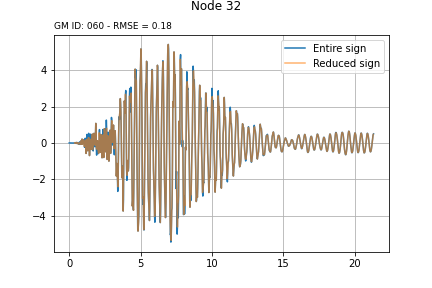 Node 32
GM ID: 060 - RMSE = 0.18
Entire sign
Reduced sign
4
2
0
−2
−4
0 5 10 15 20